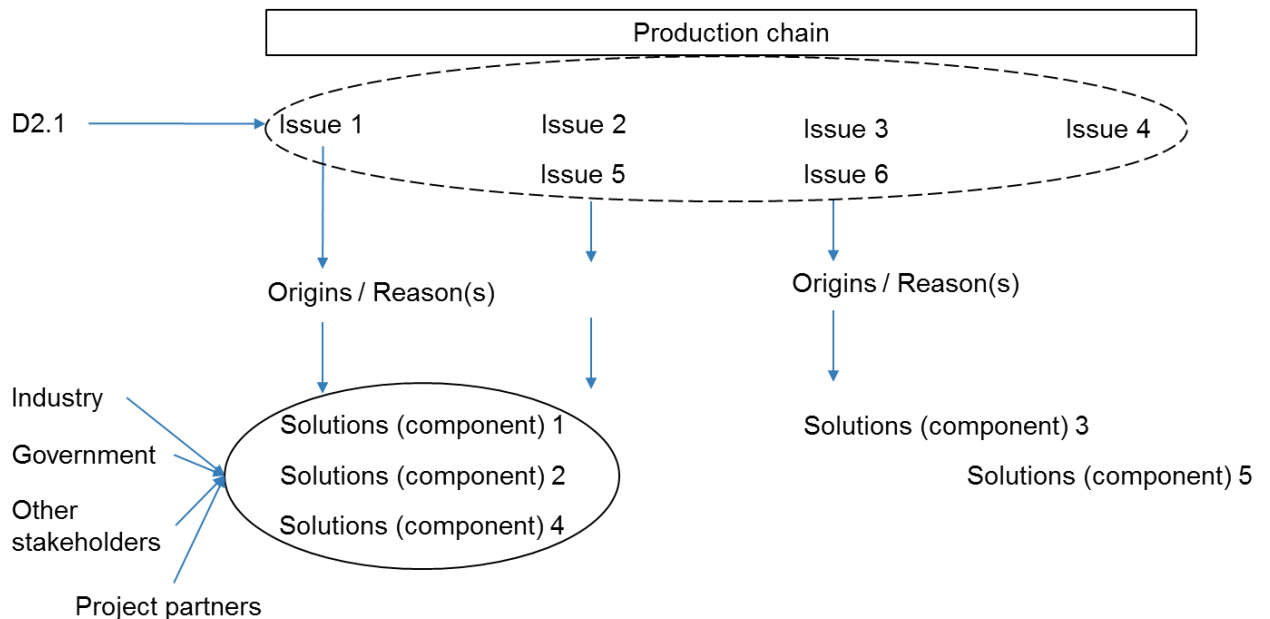 Production chain
D2.1
Issue 1
Issue 2
Issue 3
Issue 4
Issue 5
Issue 6
Origins / Reason(s)
Origins / Reason(s)
Industry
Government
Other
stakeholders
Project partners
Solutions (component) 1
Solutions (component) 2
Solutions (component) 4
Solutions (component) 3
Solutions (component) 5